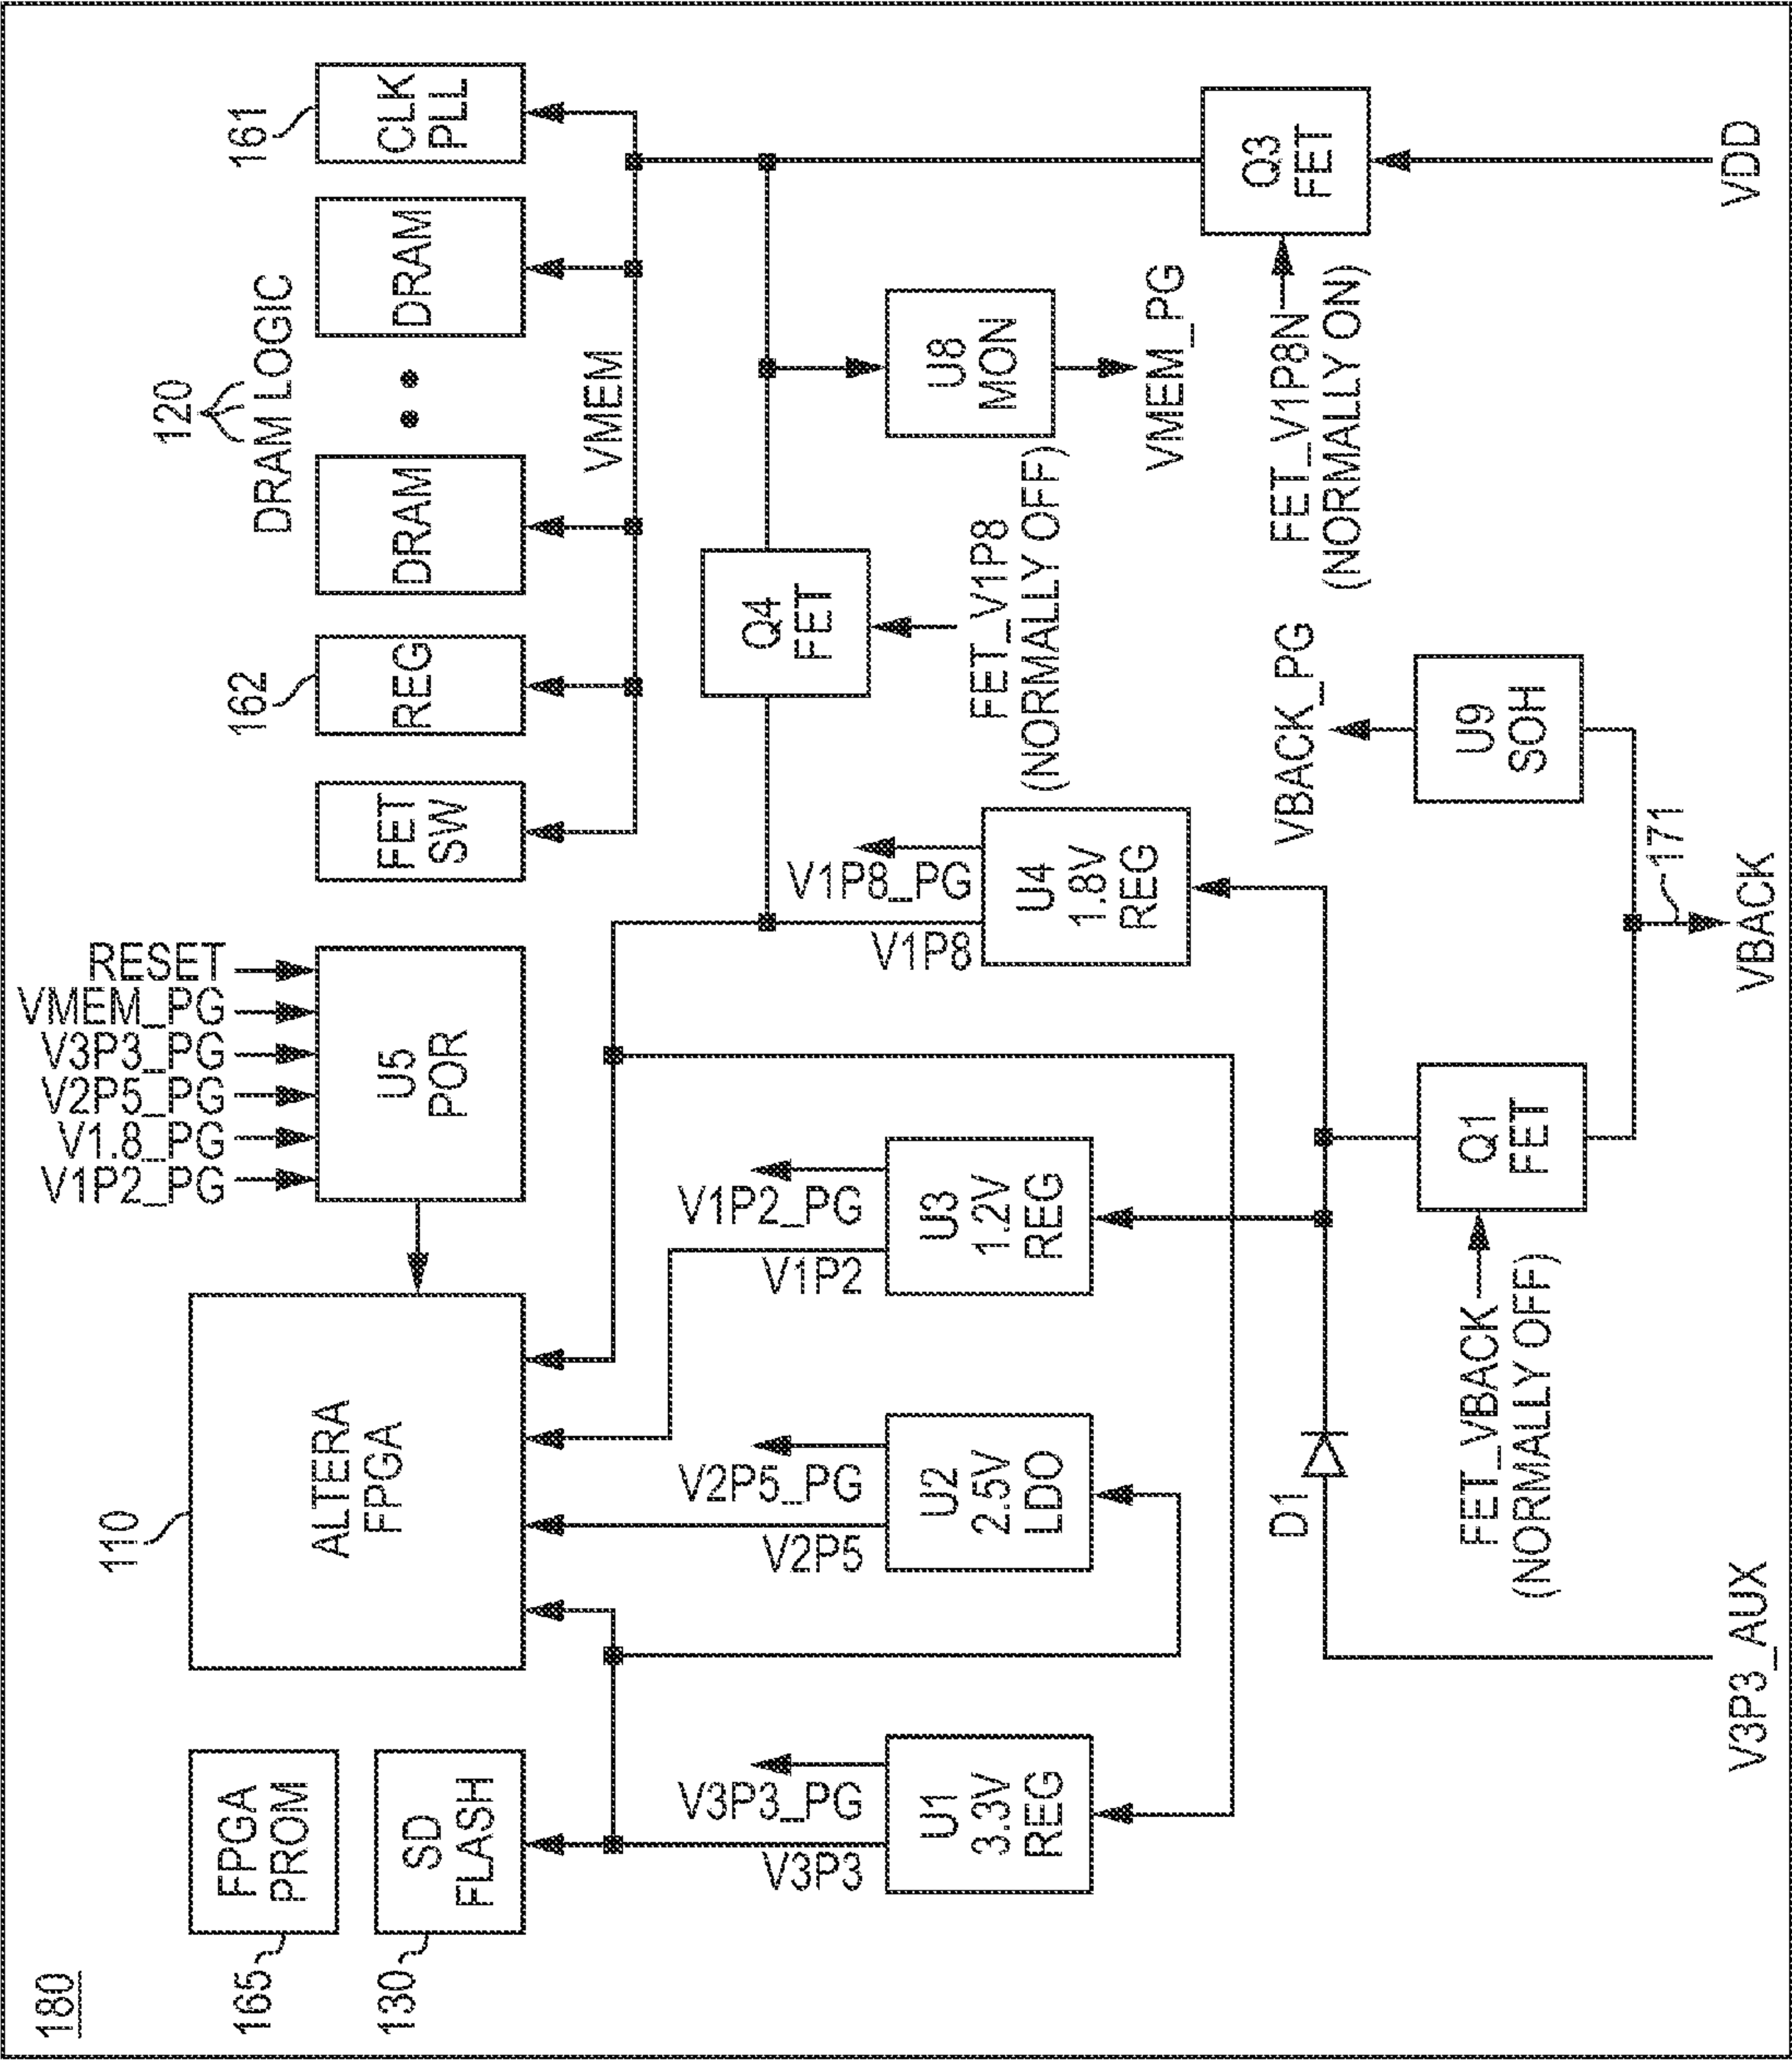 180
165
FPGA
PROM
130
SD
FLASH
110
ALTERA
FPGA
V1P2_PG
V1.8_PG
V2P5_PG
V3P3_PG
VMEM_PG
RESET
U5
POR
FET
SW
162
REG
120
DRAM LOGIC
DRAM
DRAM
161
CLK
PLL
VMEM
V3P3
V3P3_PG
U1
3.3V
REG
V2P5
V2P5_PG
U2
2.5V
LDO
V1P2
V1P2_PG
U3
1.2V
REG
V1P8
V1P8_PG
U4
1.8V
REG
Q4
FET
FET_V1P8
(NORMALLY OFF)
U8
MON
VMEM_PG
FET_V1P8N
(NORMALLY ON)
Q3
FET
VDD
V3P3_AUX
D1
FET_VBACK
(NORMALLY OFF)
Q1
FET
VBACK
171
VBACK_PG
U9
SOH